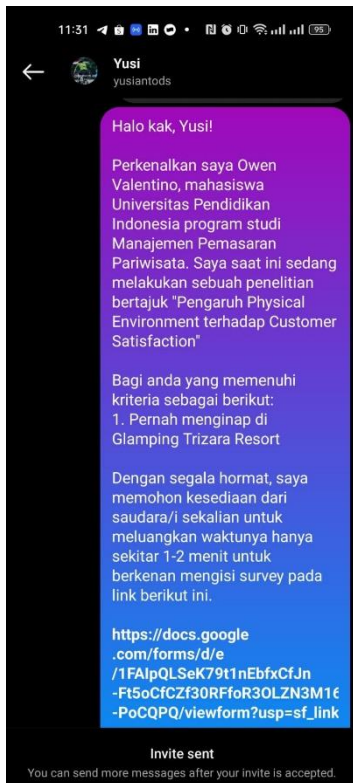 11:31
95
Yusi
yusiantods
Halo kak, Yusi!
Perkenalkan saya Owen
Valentino, mahasiswa
Universitas Pendidikan
Indonesia program studi
Manajemen Pemasaran
Pariwisata. Saya saat ini sedang
melakukan sebuah penelitian
bertajuk "Pengaruh Physical
Environment terhadap Customer
Satisfaction"
Bagi anda yang memenuhi
kriteria sebagai berikut:
1. Pernah menginap di
Glamping Trizara Resort
Dengan segala hormat, saya
memohon kesediaan dari
saudara/i sekalian untuk
meluangkan waktunya hanya
sekitar 1-2 menit untuk
berkenan mengisi survey pada
link berikut ini.
https://docs.google
.com/forms/d/e
/1FAIpQLSeK79t1nEbfxCfJn
-Ft5oCfCZf30RFfoR3OLZN3M16
-PoCQPQ/viewform?usp=sf_link
Invite sent
You can send more messages after your invite is accepted.